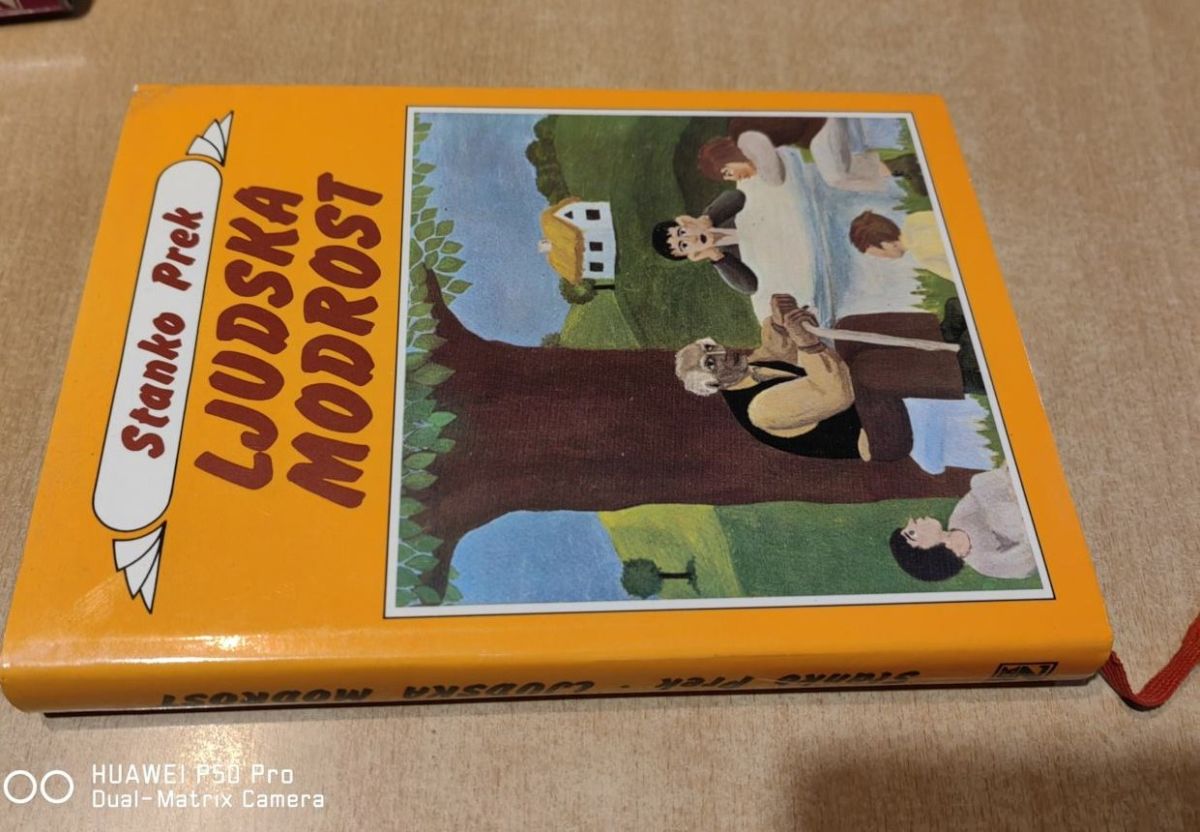 Stanko Prek
LJUDSKA
MODROST
Stanko Prek · LJUDSKA MODROST
HUAWEI P50 Pro
Dual-Matrix Camera